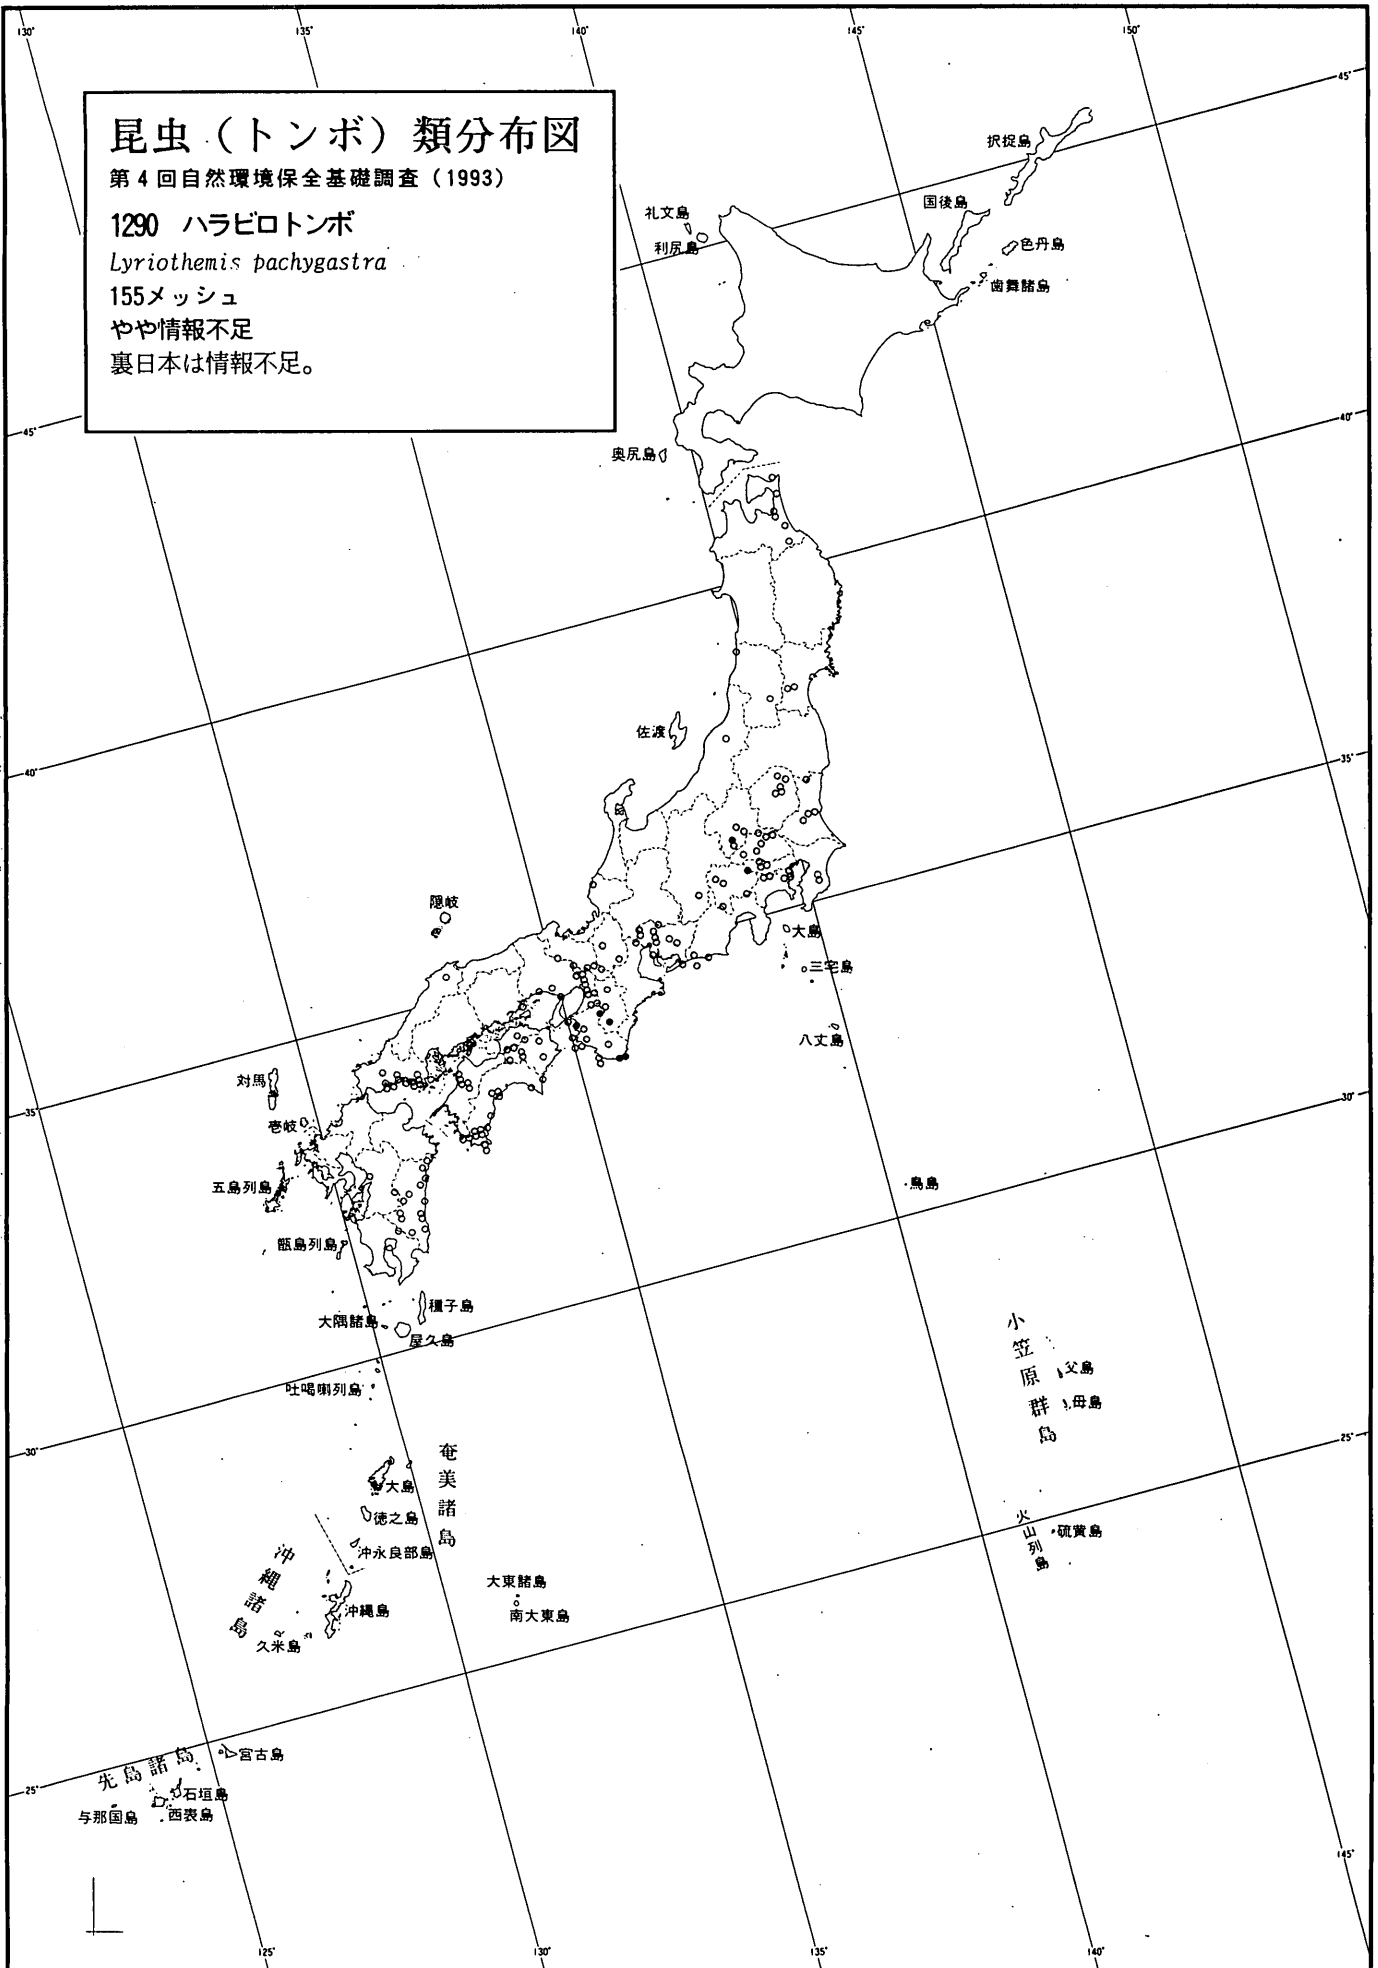 130°
135°
140°
145°
150°
昆虫（トンボ）類分布図
第4回自然環境保全基礎調査（1993）
1290 ハラビロトンボ
Lyriothemis pachygastra
155メッシュ
やや情報不足
裏日本は情報不足。
45°
択捉島
国後島
礼文島
利尻島
色丹島
歯舞諸島
40°
45°
奥尻島
佐渡
35°
40°
隠岐
大島
三宅島
八丈島
対馬
30°
35°
壱岐
五島列島
鳥島
甑島列島
種子島
大隅諸島
屋久島
吐喝喇列島
小笠原群島
父島
母島
25°
30°
奄美諸島
大島
徳之島
沖永良部島
火山列島
硫黄島
沖縄諸島
沖縄島
久米島
大東諸島
南大東島
先島諸島
宮古島
石垣島
西表島
与那国島
25°
145°
125°
130°
135°
140°